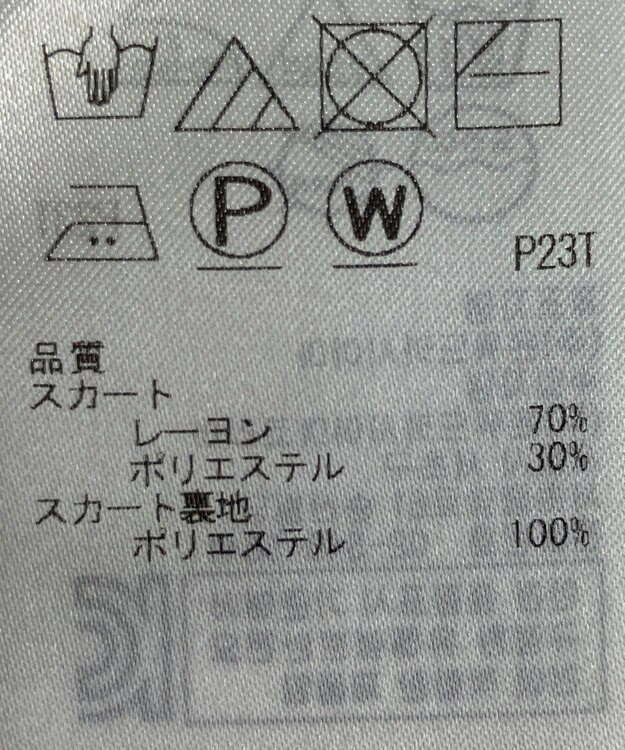 P W
P23T
品質
スカート
レーヨン 70%
ポリエステル 30%
スカート裏地
ポリエステル 100%